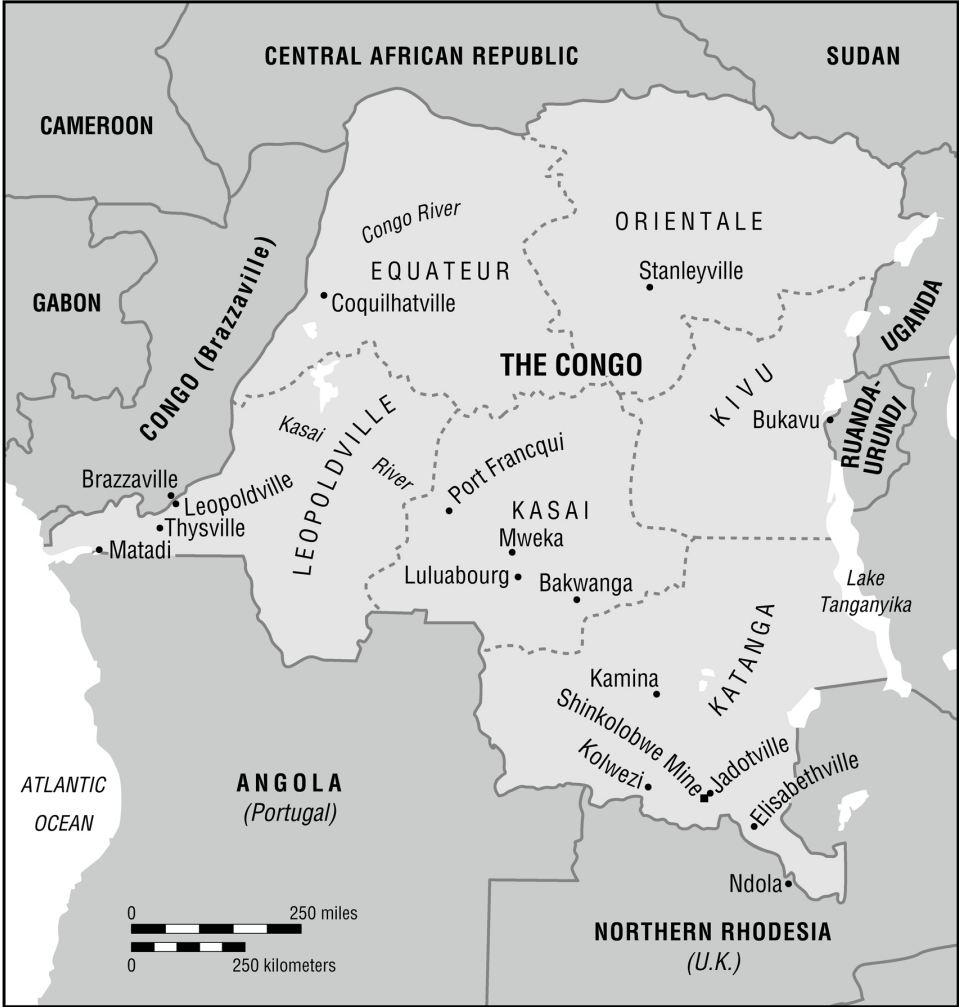 CENTRAL AFRICAN REPUBLIC
SUDAN
CAMEROON
Congo River
ORIENTALE
EQUATEUR
Stanleyville
Coquilhatville
GABON
CONGO (Brazzaville)
UGANDA
THE CONGO
KIVU
Bukavu
RUANDA-
URUNDI
Kasai
River
LEOPOLDVILLE
Port Francqui
Brazzaville
Leopoldville
Thysville
Matadi
KASAI
Mweka
Luluabourg
Bakwanga
Lake
Tanganyika
KATANGA
Kamina
Shinkolobwe Mine
Kolwezi
Jadotville
Elisabethville
ATLANTIC
OCEAN
ANGOLA
(Portugal)
Ndola
NORTHERN RHODESIA
(U.K.)
0 250 miles
0 250 kilometers